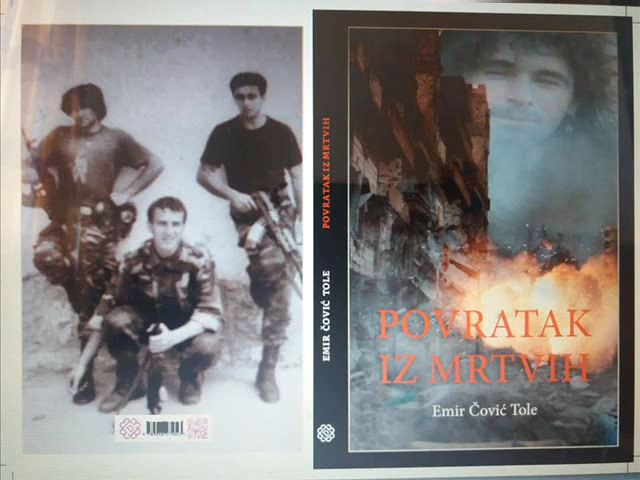 POVRATAK IZ MRTVIH
EMIR ČOVIĆ TOLE
POVRATAK
IZ MRTVIH
Emir Čović Tole